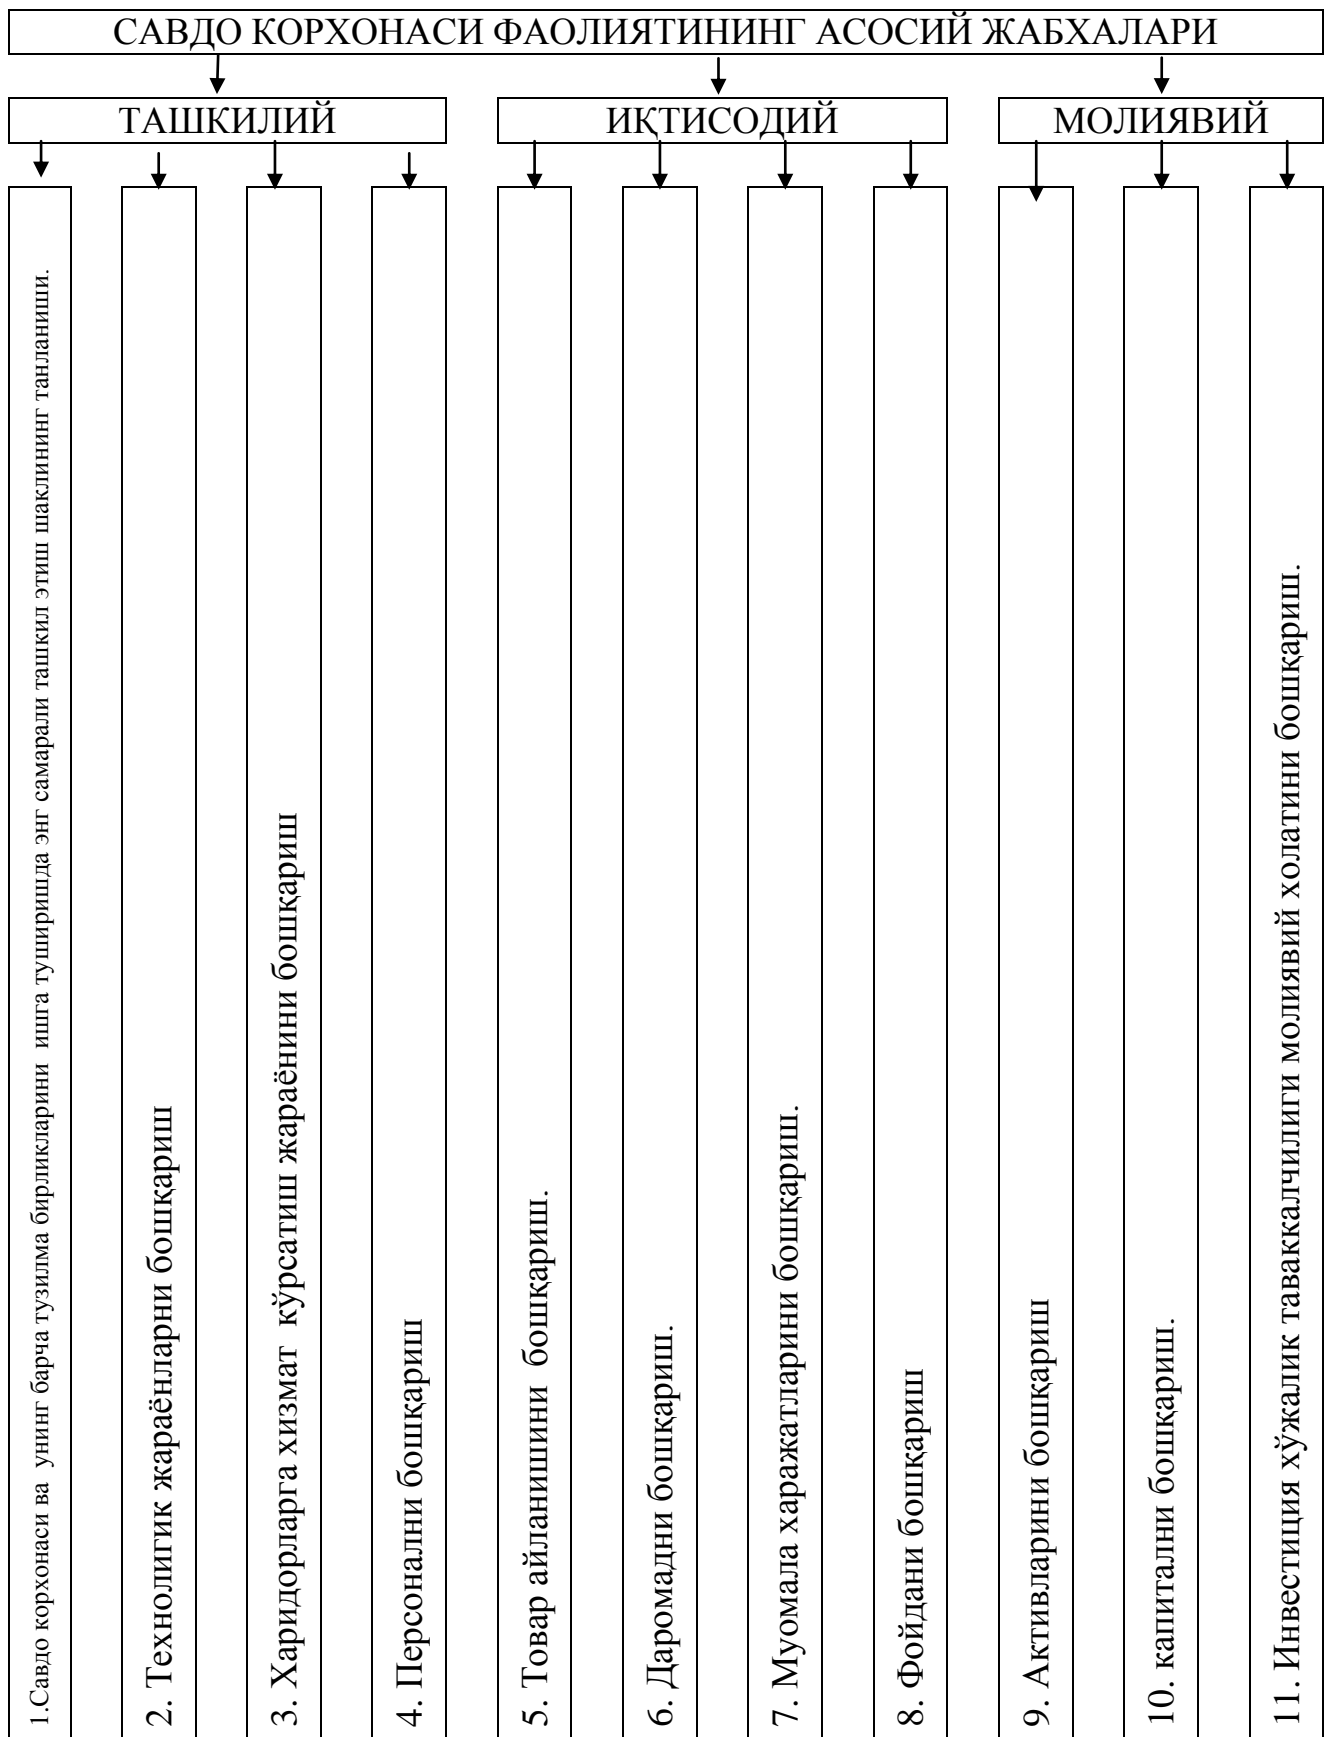 САВДО КОРХОНАСИ ФАОЛИЯТИНИНГ АСОСИЙ ЖАБХАЛАРИ
ТАШКИЛИЙ
ИҚТИСОДИЙ
МОЛИЯВИЙ
1.Савдо корхонаси ва унинг барча тузилма бирликларини ишга туширишда энг самарали ташкил этиш шаклининг танланиши.
2. Технолигик жараёнларни бошқариш
3. Харидорларга хизмат кўрсатиш жараёнини бошқариш
4. Персонални бошқариш
5. Товар айланишини бошқариш.
6. Даромадни бошқариш.
7. Муомала харажатларини бошқариш.
8. Фойдани бошқариш
9. Активларини бошқариш
10. капитални бошқариш.
11. Инвестиция хўжалик таваккалчилиги молиявий холатини бошқариш.